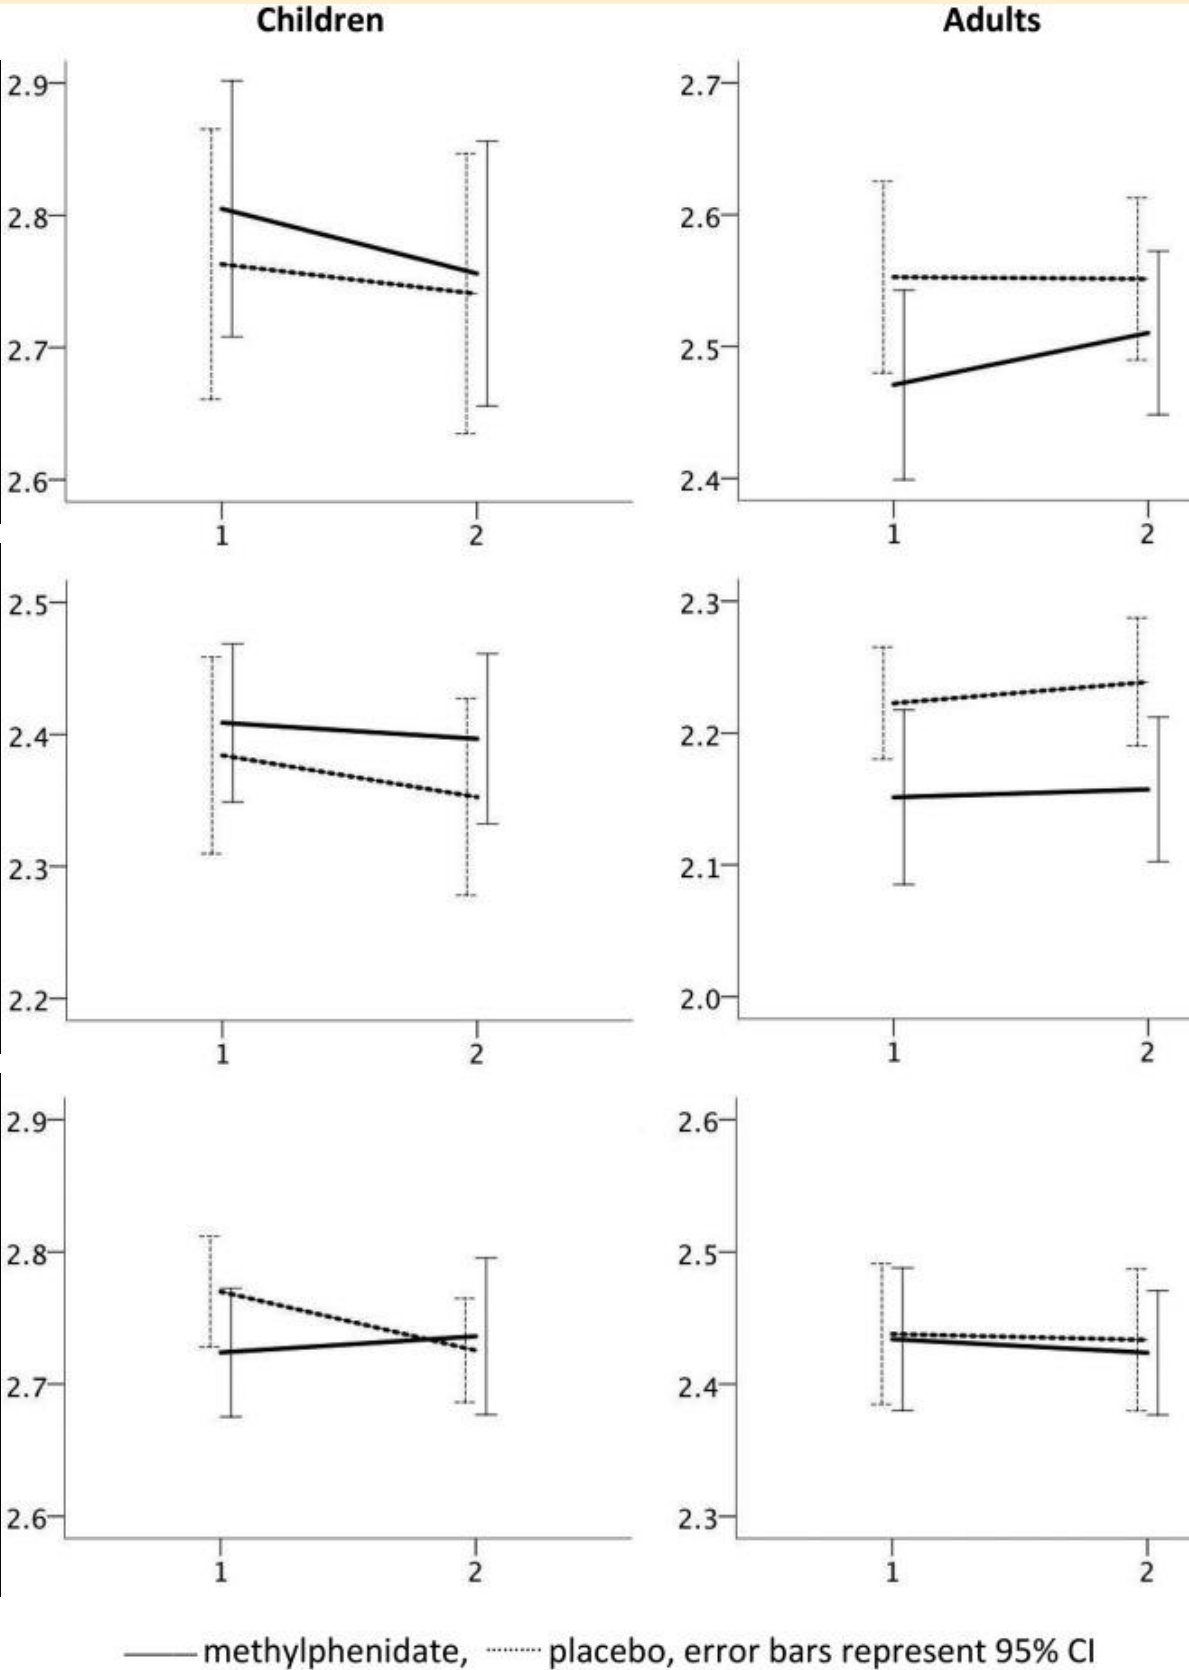 Children Adults
2.9 2.7
2.8 2.6
2.7 2.5
2.6 2.4
1 2 1 2
2.5 2.3
2.4 2.2
2.3 2.1
2.2 2.0
1 2 1 2
2.9 2.6
2.8 2.5
2.7 2.4
2.6 2.3
1 2 1 2
methylphenidate, placebo, error bars represent 95% CI